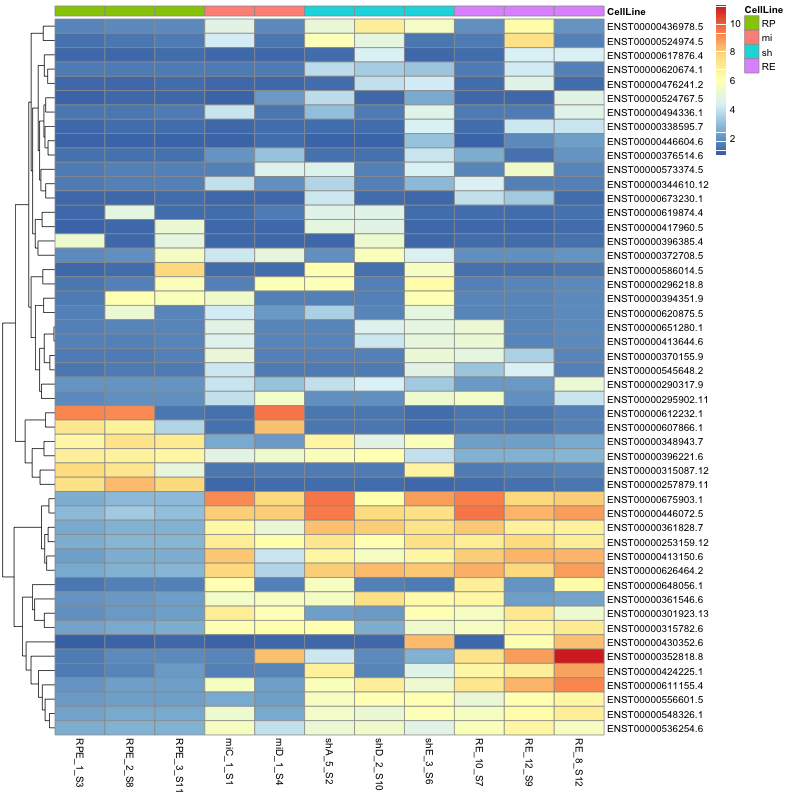 CellLine
CellLine
ENST00000436978.5
ENST00000524974.5
ENST00000617876.4
ENST00000620674.1
ENST00000476241.2
ENST00000524767.5
ENST00000494336.1
ENST00000338595.7
ENST00000446604.6
ENST00000376514.6
ENST00000573374.5
ENST00000344610.12
ENST00000673230.1
ENST00000619874.4
ENST00000417960.5
ENST00000396385.4
ENST00000372708.5
ENST00000586014.5
ENST00000296218.8
ENST00000394351.9
ENST00000620875.5
ENST00000651280.1
ENST00000413644.6
ENST00000370155.9
ENST00000545648.2
ENST00000290317.9
ENST00000295902.11
ENST00000612232.1
ENST00000607866.1
ENST00000348943.7
ENST00000396221.6
ENST00000315087.12
ENST00000257879.11
ENST00000675903.1
ENST00000446072.5
ENST00000361828.7
ENST00000253159.12
ENST00000413150.6
ENST00000626464.2
ENST00000648056.1
ENST00000361546.6
ENST00000301923.13
ENST00000315782.6
ENST00000430352.6
ENST00000352818.8
ENST00000424225.1
ENST00000611155.4
ENST00000556601.5
ENST00000548326.1
ENST00000536254.6
10
8
6
4
2
RP
mi
sh
RE
RPE_1_S3
RPE_2_S8
RPE_3_S11
miC_1_S1
miD_1_S4
shA_5_S2
shD_2_S10
shE_3_S6
RE_10_S7
RE_12_S9
RE_8_S12